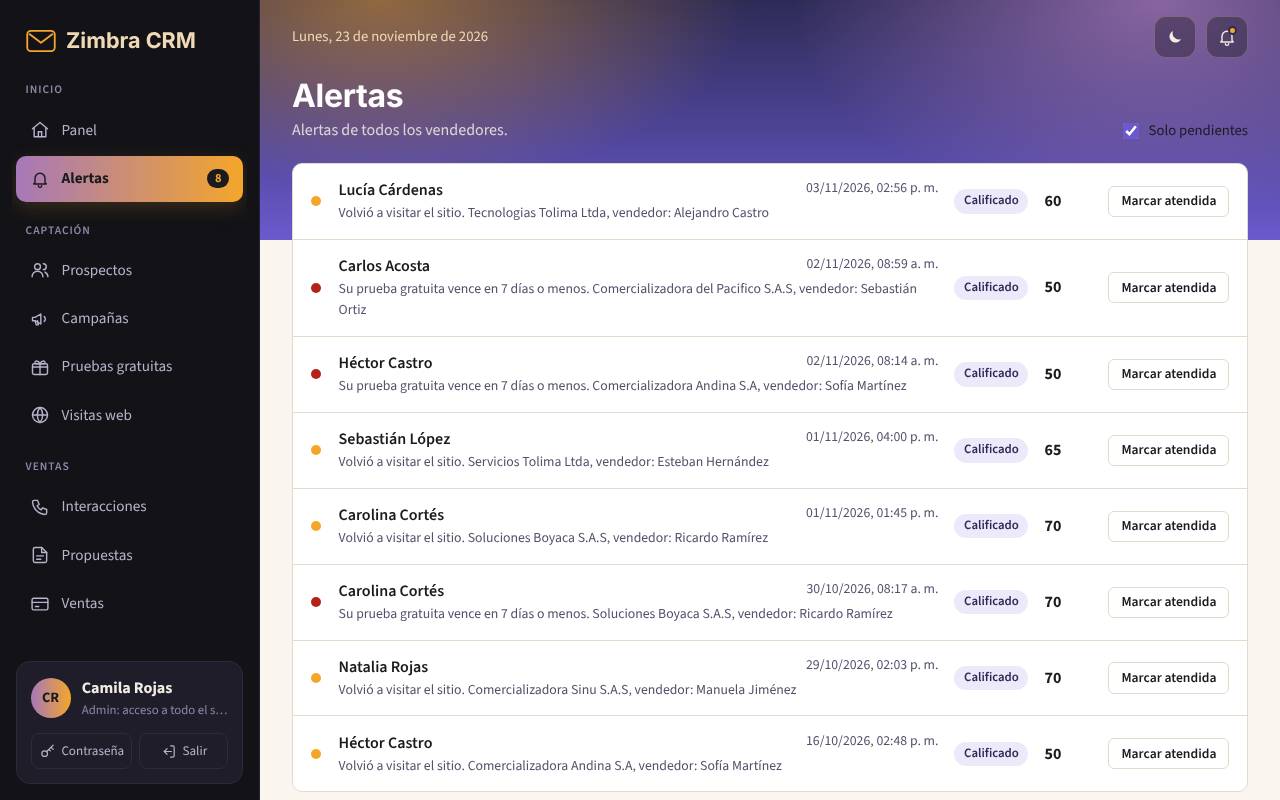 Zimbra CRM
INICIO
Panel
Alertas
8
CAPTACIÓN
Prospectos
Campañas
Pruebas gratuitas
Visitas web
VENTAS
Interacciones
Propuestas
Ventas
CR
Camila Rojas
Admin: acceso a todo el s…
Contraseña
Salir
Lunes, 23 de noviembre de 2026
Alertas
Alertas de todos los vendedores.
Solo pendientes
Lucía Cárdenas
03/11/2026, 02:56 p. m.
Volvió a visitar el sitio. Tecnologias Tolima Ltda, vendedor: Alejandro Castro
Calificado
60
Marcar atendida
Carlos Acosta
02/11/2026, 08:59 a. m.
Su prueba gratuita vence en 7 días o menos. Comercializadora del Pacifico S.A.S, vendedor: Sebastián
Ortiz
Calificado
50
Marcar atendida
Héctor Castro
02/11/2026, 08:14 a. m.
Su prueba gratuita vence en 7 días o menos. Comercializadora Andina S.A, vendedor: Sofía Martínez
Calificado
50
Marcar atendida
Sebastián López
01/11/2026, 04:00 p. m.
Volvió a visitar el sitio. Servicios Tolima Ltda, vendedor: Esteban Hernández
Calificado
65
Marcar atendida
Carolina Cortés
01/11/2026, 01:45 p. m.
Volvió a visitar el sitio. Soluciones Boyaca S.A.S, vendedor: Ricardo Ramírez
Calificado
70
Marcar atendida
Carolina Cortés
30/10/2026, 08:17 a. m.
Su prueba gratuita vence en 7 días o menos. Soluciones Boyaca S.A.S, vendedor: Ricardo Ramírez
Calificado
70
Marcar atendida
Natalia Rojas
29/10/2026, 02:03 p. m.
Volvió a visitar el sitio. Comercializadora Sinu S.A.S, vendedor: Manuela Jiménez
Calificado
70
Marcar atendida
Héctor Castro
16/10/2026, 02:48 p. m.
Volvió a visitar el sitio. Comercializadora Andina S.A, vendedor: Sofía Martínez
Calificado
50
Marcar atendida